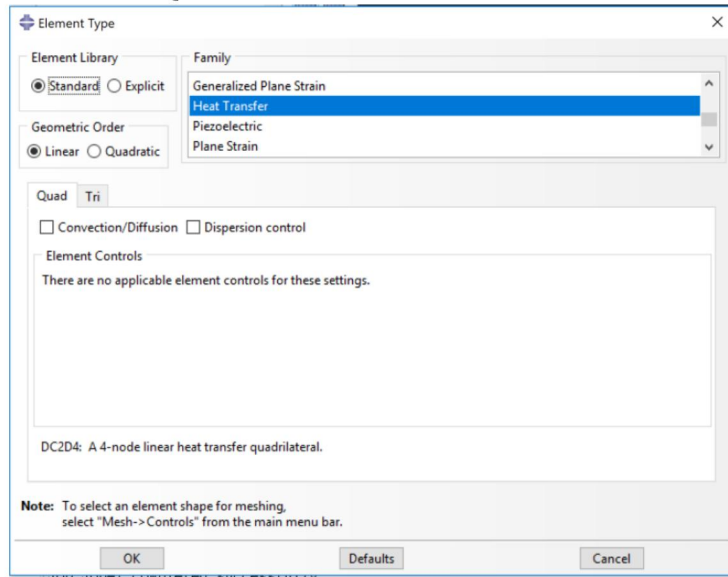 Element Type
Element Library
Standard Explicit
Geometric Order
Linear Quadratic
Family
Generalized Plane Strain
Heat Transfer
Piezoelectric
Plane Strain
Quad Tri
Convection/Diffusion Dispersion control
Element Controls
There are no applicable element controls for these settings.
DC2D4: A 4-node linear heat transfer quadrilateral.
Note: To select an element shape for meshing,
select "Mesh->Controls" from the main menu bar.
OK Defaults Cancel